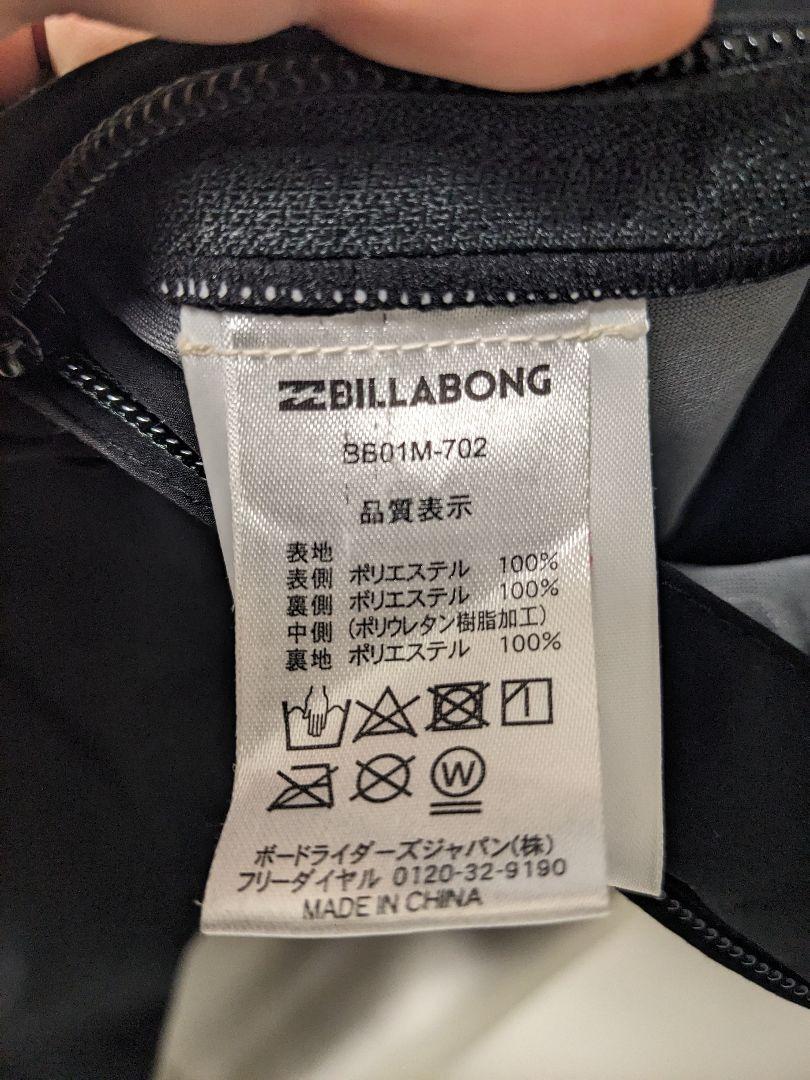 BILLABONG
BB01M-702
品質表示
表地
表側 ポリエステル 100%
裏側 ポリエステル 100%
中側 (ポリウレタン樹脂加工)
裏地 ポリエステル 100%
W
ボードライダーズジャパン(株)
フリーダイヤル 0120-32-9190
MADE IN CHINA